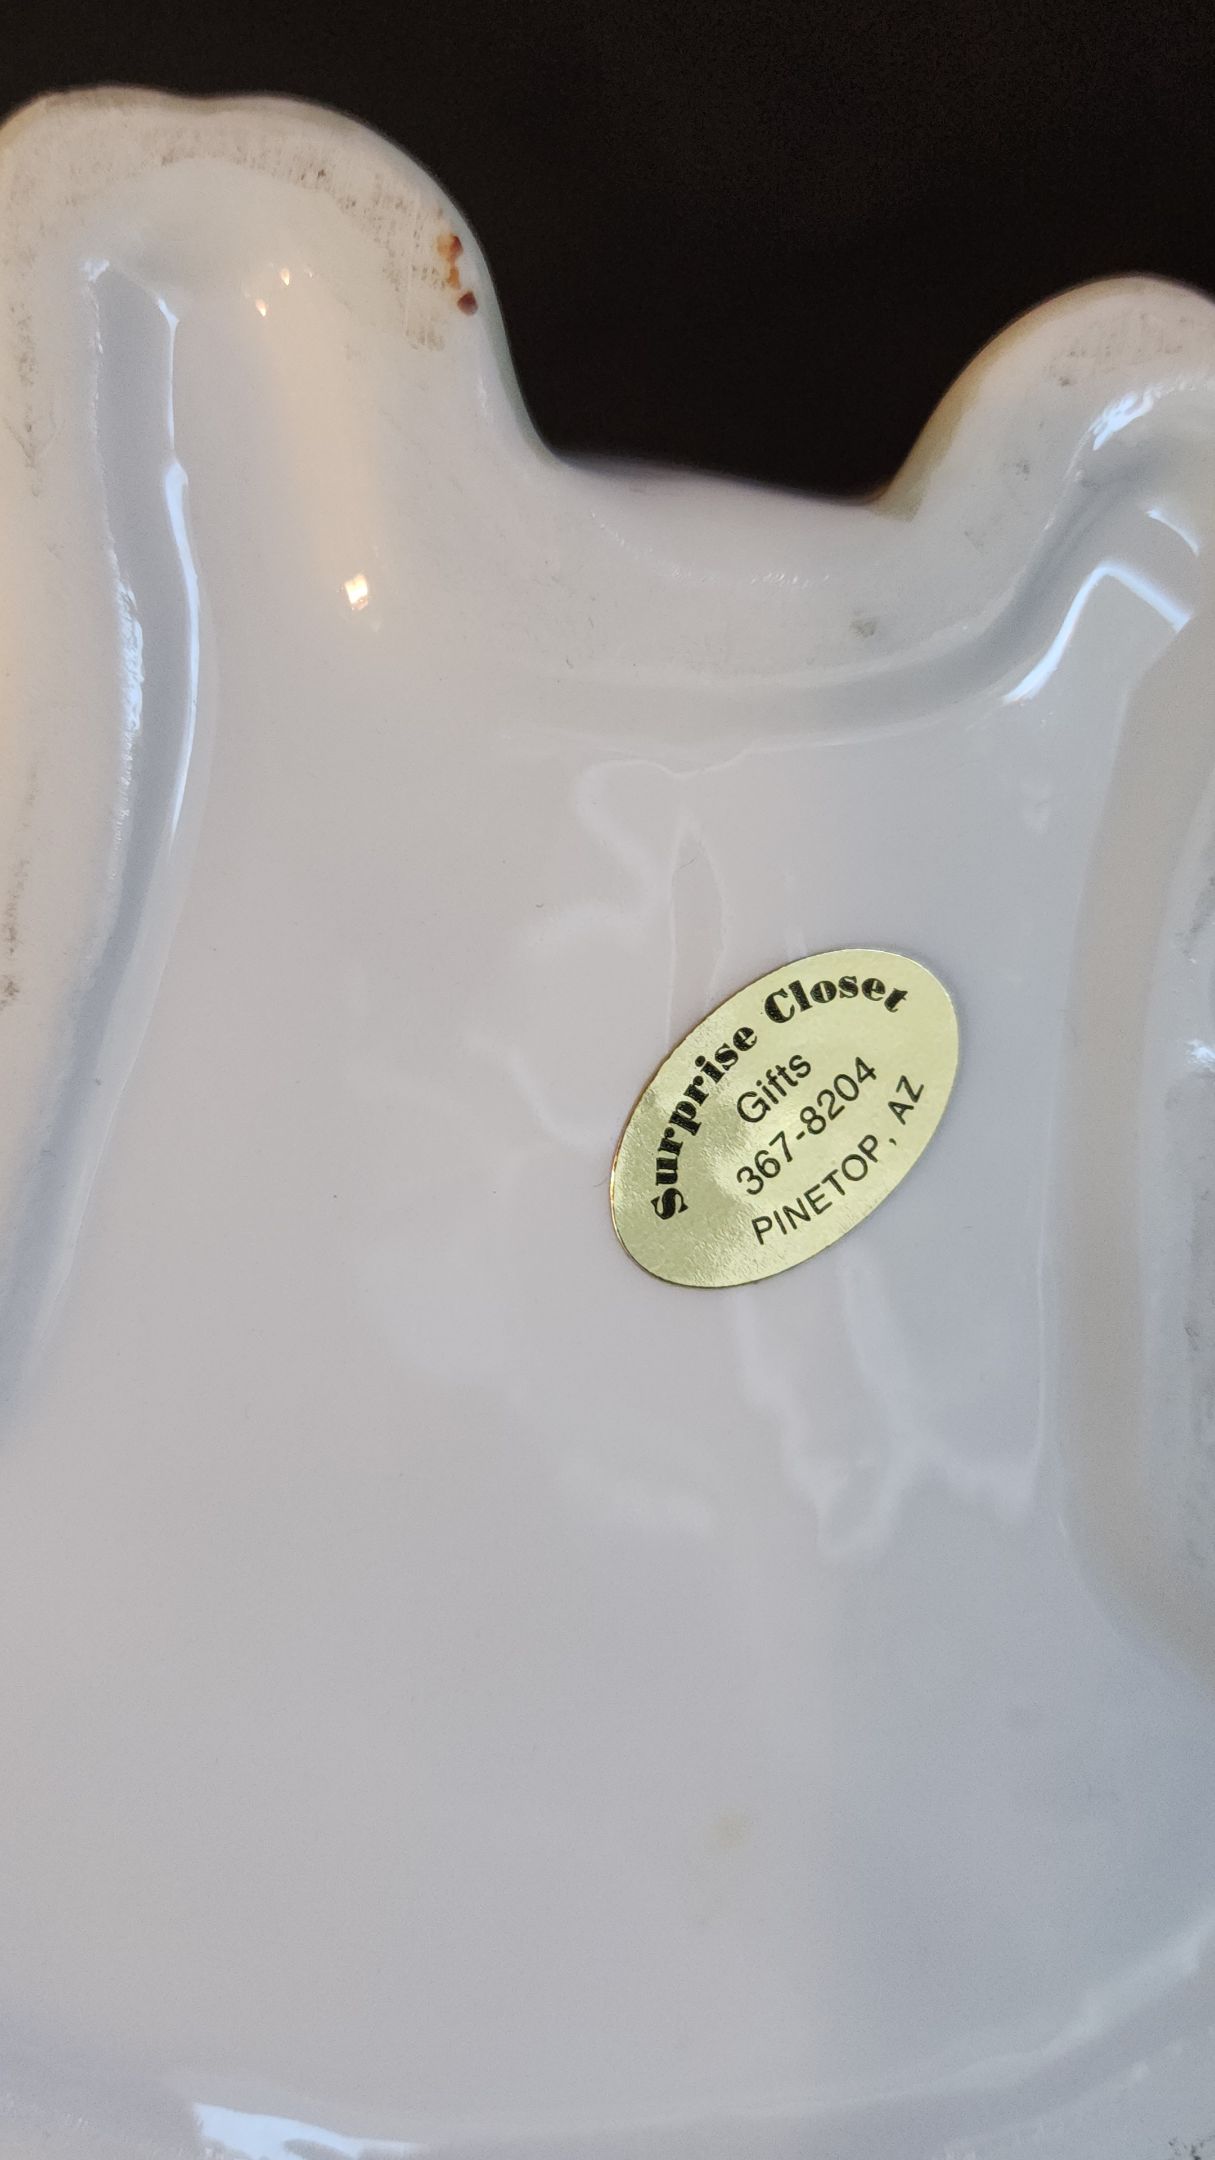 Surprise Closet
Gifts
367-8204
PINETOP, AZ